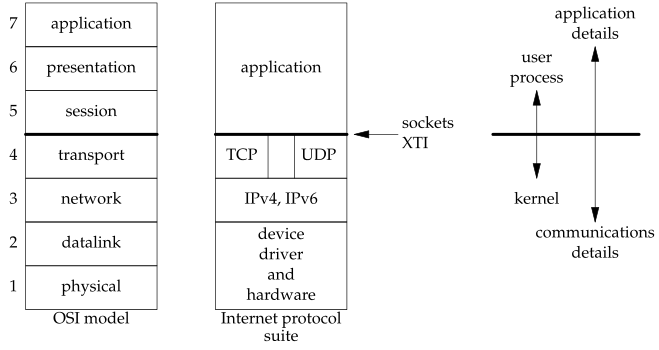 7 application
6 presentation
5 session
4 transport
3 network
2 datalink
1 physical
OSI model
application
TCP UDP
IPv4, IPv6
device
driver
and
hardware
Internet protocol
suite
sockets
XTI
application
details
user
process
kernel
communications
details